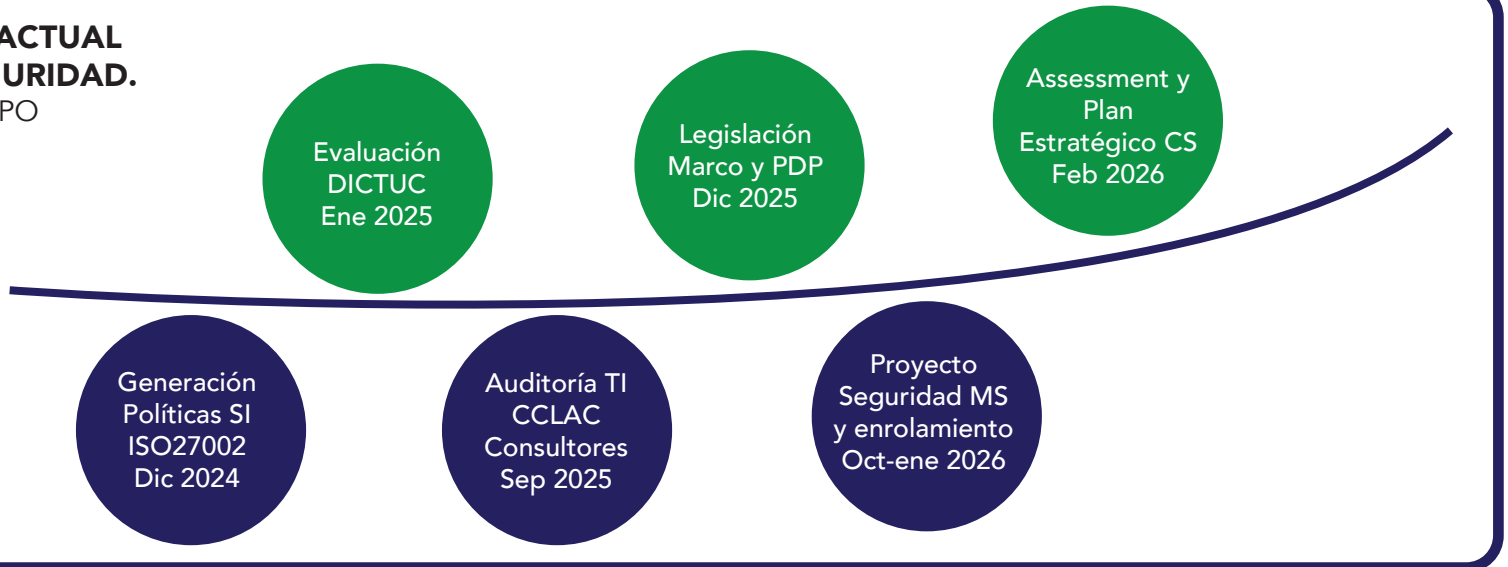 ACTUAL
URIDAD.
PO
Generación
Políticas SI
ISO27002
Dic 2024
Evaluación
DICTUC
Ene 2025
Auditoría TI
CCLAC
Consultores
Sep 2025
Legislación
Marco y PDP
Dic 2025
Proyecto
Seguridad MS
y enrolamiento
Oct-ene 2026
Assessment y
Plan
Estratégico CS
Feb 2026